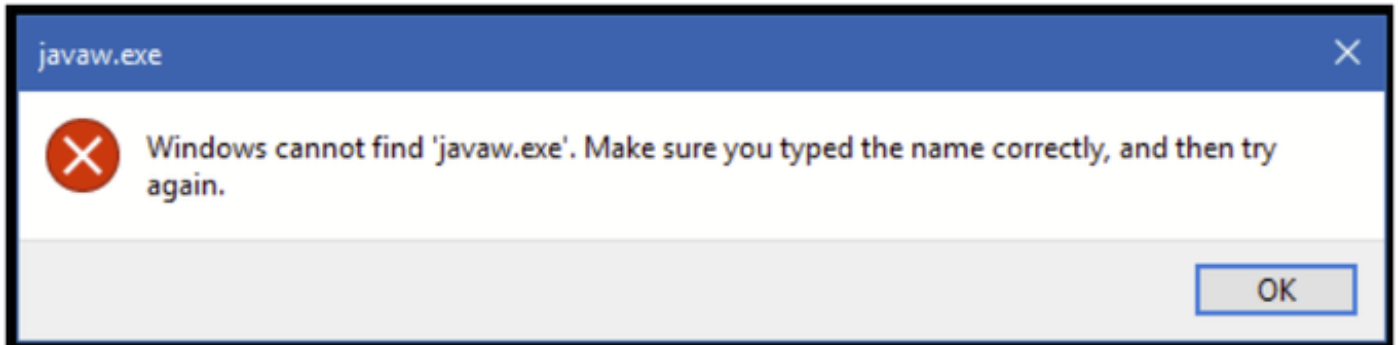 javaw.exe
Windows cannot find 'javaw.exe'. Make sure you typed the name correctly, and then try
again.
OK